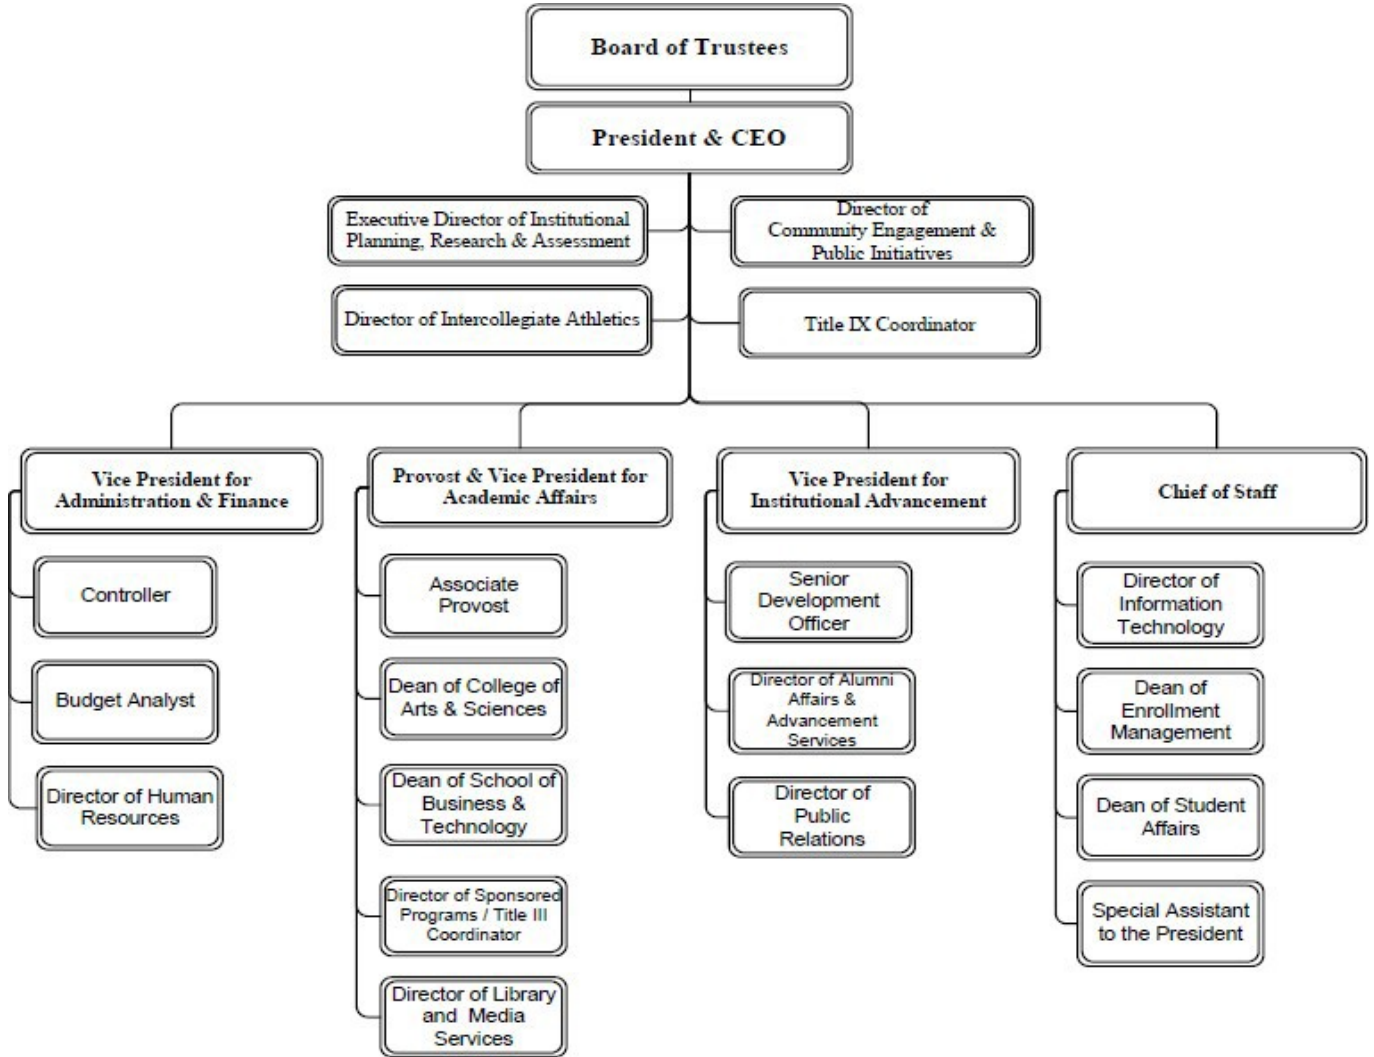 Board of Trustees
President & CEO
Executive Director of Institutional
Planning, Research & Assessment
Director of
Community Engagement &
Public Initiatives
Director of Intercollegiate Athletics
Title IX Coordinator
Vice President for
Administration & Finance
Controller
Budget Analyst
Director of Human
Resources
Provost & Vice President for
Academic Affairs
Associate
Provost
Dean of College of
Arts & Sciences
Dean of School of
Business &
Technology
Director of Sponsored
Programs / Title III
Coordinator
Director of Library
and Media
Services
Vice President for
Institutional Advancement
Senior
Development
Officer
Director of Alumni
Affairs &
Advancement
Services
Director of
Public
Relations
Chief of Staff
Director of
Information
Technology
Dean of
Enrollment
Management
Dean of Student
Affairs
Special Assistant
to the President